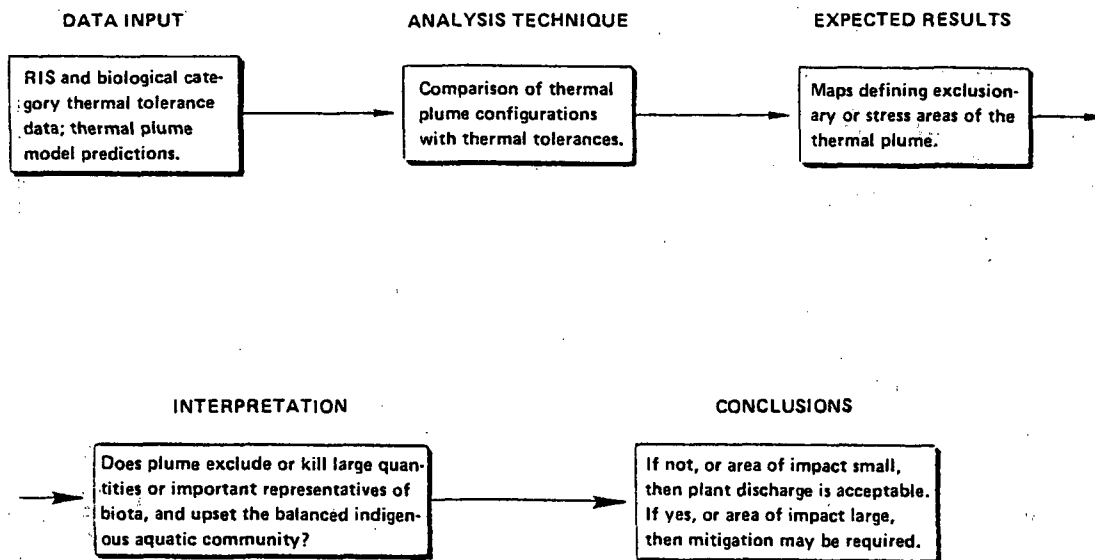 DATA INPUT
RIS and biological cate-
gory thermal tolerance
data; thermal plume
model predictions.
ANALYSIS TECHNIQUE
Comparison of thermal
plume configurations
with thermal tolerances.
EXPECTED RESULTS
Maps defining exclusion-
ary or stress areas of the
thermal plume.
INTERPRETATION
Does plume exclude or kill large quan-
tities or important representatives of
biota, and upset the balanced indigen-
ous aquatic community?
CONCLUSIONS
If not, or area of impact small,
then plant discharge is acceptable.
If yes, or area of impact large,
then mitigation may be required.